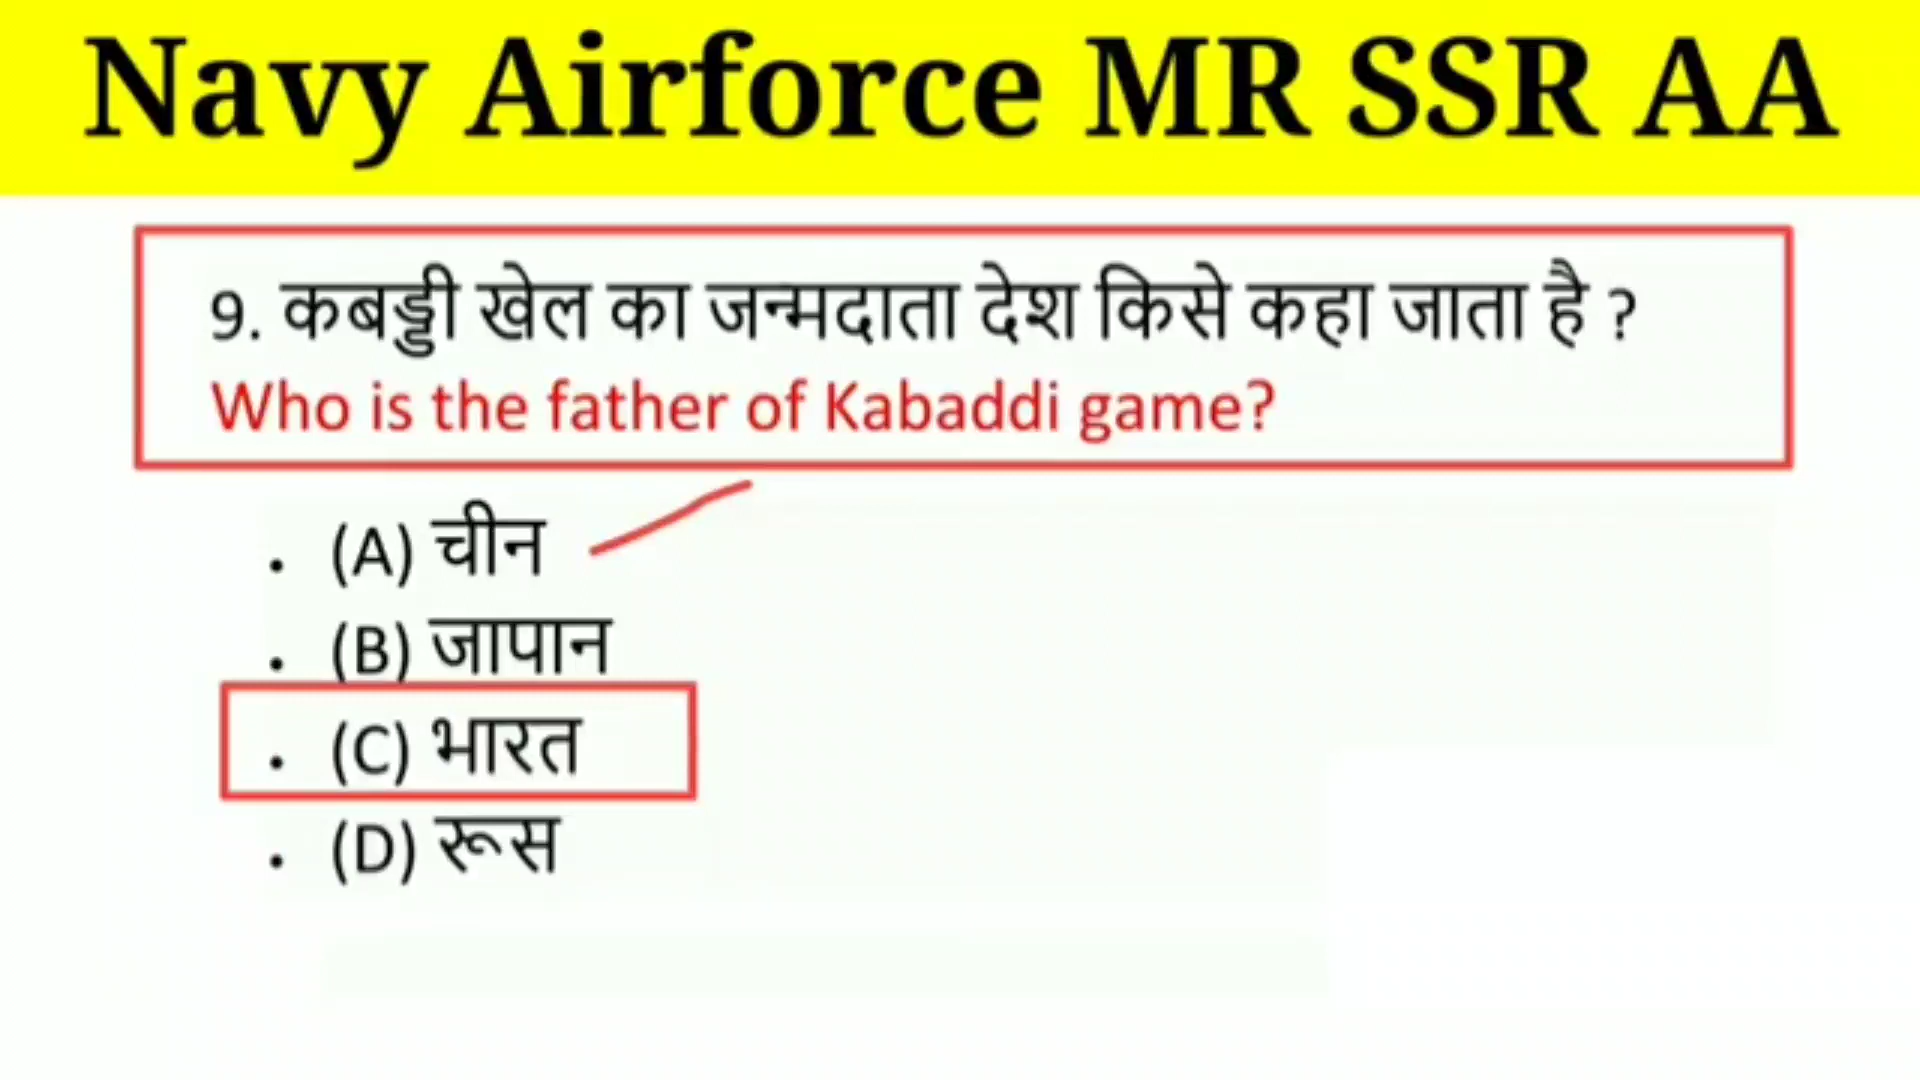 Navy Airforce MR SSR AA
9. कबड्डी खेल का जन्मदाता देश किसे कहा जाता है ?
Who is the father of Kabaddi game?
. (A) चीन
. (B) जापान
. (C) भारत
. (D) रूस